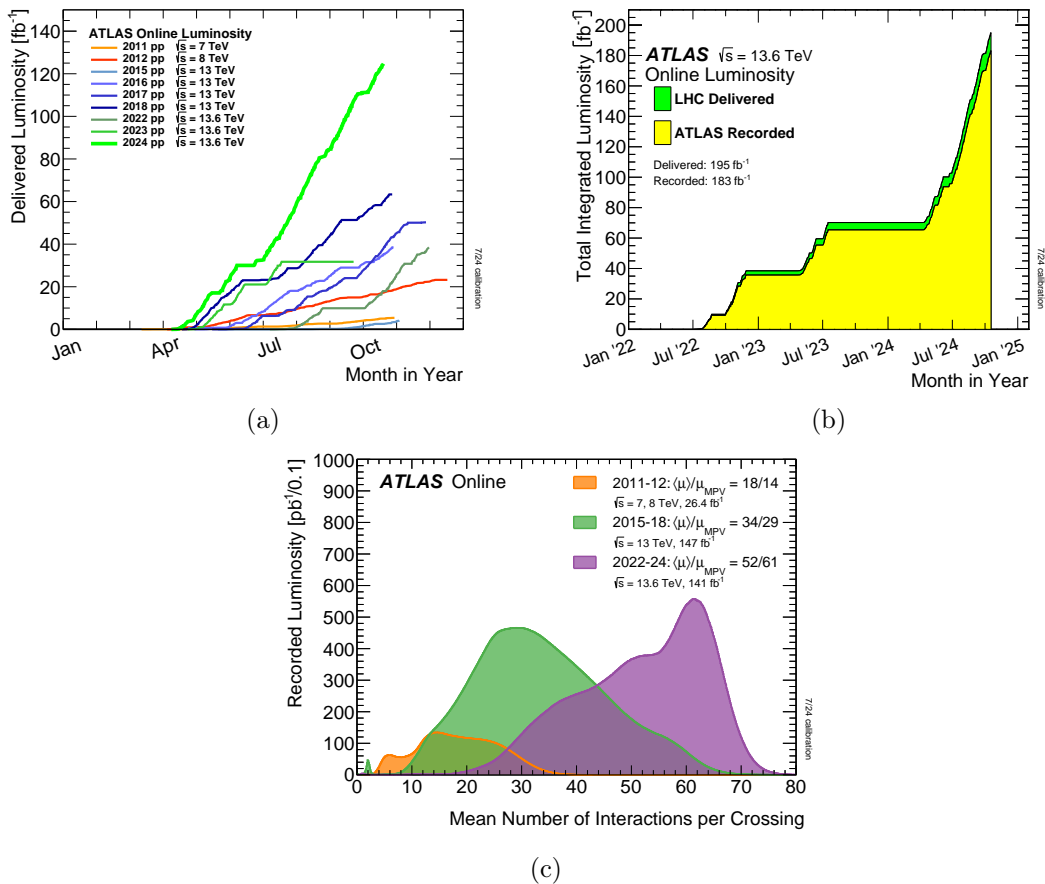 Delivered Luminosity [fb⁻¹]
140
120
100
80
60
40
20
0
ATLAS Online Luminosity
2011 pp √s = 7 TeV
2012 pp √s = 8 TeV
2015 pp √s = 13 TeV
2016 pp √s = 13 TeV
2017 pp √s = 13 TeV
2018 pp √s = 13 TeV
2022 pp √s = 13.6 TeV
2023 pp √s = 13.6 TeV
2024 pp √s = 13.6 TeV
7/24 calibration
Jan Apr Jul Oct
Month in Year
(a)
Total Integrated Luminosity [fb⁻¹]
200
180
160
140
120
100
80
60
40
20
0
ATLAS √s = 13.6 TeV
Online Luminosity
LHC Delivered
ATLAS Recorded
Delivered: 195 fb⁻¹
Recorded: 183 fb⁻¹
7/24 calibration
Jan '22 Jul '22 Jan '23 Jul '23 Jan '24 Jul '24 Jan '25
Month in Year
(b)
Recorded Luminosity [pb⁻¹/0.1]
1000
900
800
700
600
500
400
300
200
100
0
ATLAS Online
2011-12: ⟨μ⟩/μ_MPV = 18/14
√s = 7, 8 TeV, 26.4 fb⁻¹
2015-18: ⟨μ⟩/μ_MPV = 34/29
√s = 13 TeV, 147 fb⁻¹
2022-24: ⟨μ⟩/μ_MPV = 52/61
√s = 13.6 TeV, 141 fb⁻¹
7/24 calibration
0 10 20 30 40 50 60 70 80
Mean Number of Interactions per Crossing
(c)